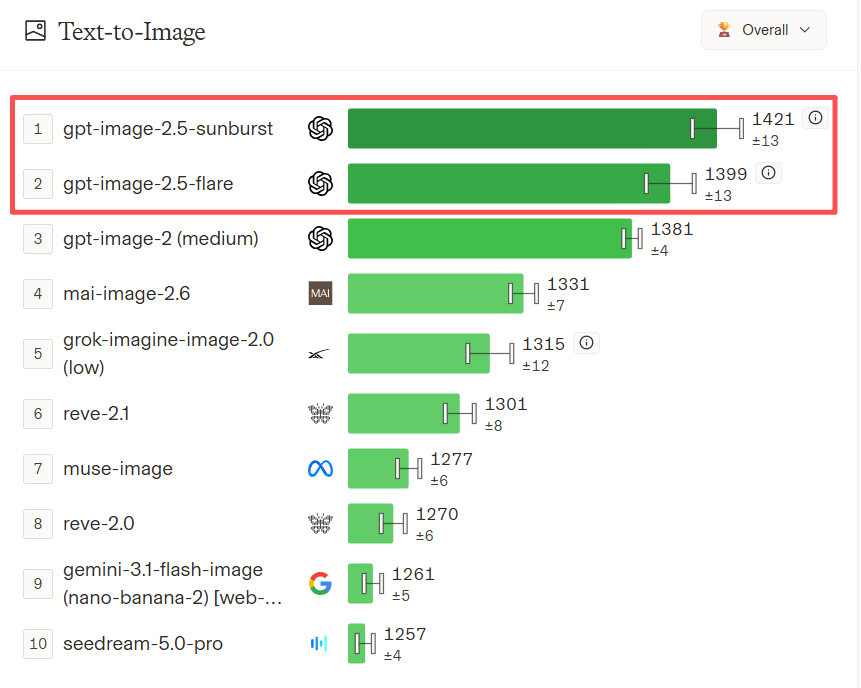 Text-to-Image
Overall
1 gpt-image-2.5-sunburst 1421 ±13
2 gpt-image-2.5-flare 1399 ±13
3 gpt-image-2 (medium) 1381 ±4
4 mai-image-2.6 MAI 1331 ±7
5 grok-imagine-image-2.0 (low) 1315 ±12
6 reve-2.1 1301 ±8
7 muse-image 1277 ±6
8 reve-2.0 1270 ±6
9 gemini-3.1-flash-image (nano-banana-2) [web-... 1261 ±5
10 seedream-5.0-pro 1257 ±4